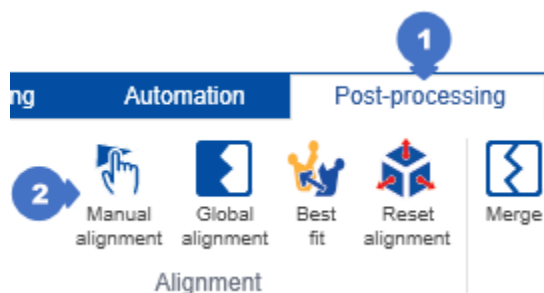 1
ng Automation Post-processing
2
Manual alignment
Global alignment
Best fit
Reset alignment
Merge
Alignment